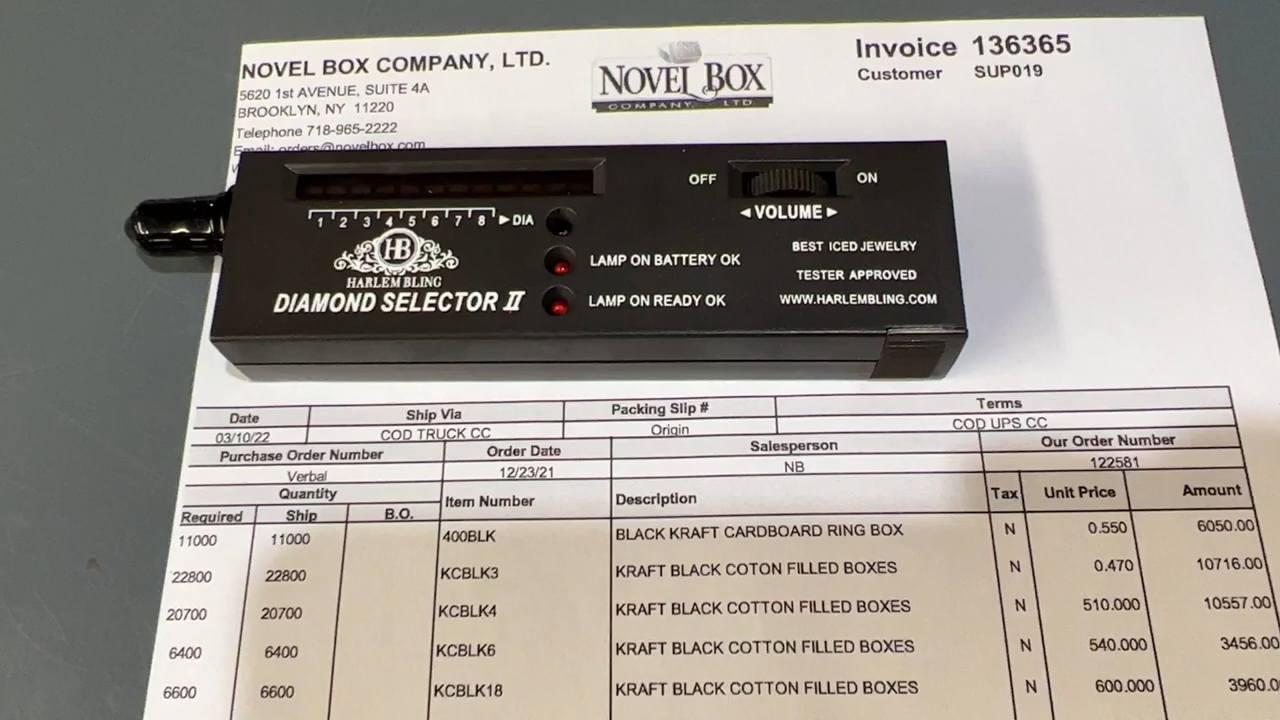 NOVEL BOX COMPANY, LTD.
5620 1st AVENUE, SUITE 4A
BROOKLYN, NY 11220
Telephone 718-965-2222
Email: orders@novelbox.com
NOVEL BOX
COMPANY, LTD
Invoice 136365
Customer SUP019
OFF ON
◄ VOLUME ►
1 2 3 4 5 6 7 8 ►DIA
HB
HARLEM BLING
DIAMOND SELECTOR II
LAMP ON BATTERY OK
LAMP ON READY OK
BEST ICED JEWELRY
TESTER APPROVED
WWW.HARLEMBLING.COM
Date Ship Via Packing Slip # Terms
03/10/22 COD TRUCK CC Origin COD UPS CC
Purchase Order Number Order Date Salesperson Our Order Number
Verbal 12/23/21 NB 122581
Quantity Item Number Description Tax Unit Price Amount
Required Ship B.O.
11000 11000 400BLK BLACK KRAFT CARDBOARD RING BOX N 0.550 6050.00
22800 22800 KCBLK3 KRAFT BLACK COTON FILLED BOXES N 0.470 10716.00
20700 20700 KCBLK4 KRAFT BLACK COTTON FILLED BOXES N 510.000 10557.00
6400 6400 KCBLK6 KRAFT BLACK COTTON FILLED BOXES N 540.000 3456.00
6600 6600 KCBLK18 KRAFT BLACK COTTON FILLED BOXES N 600.000 3960.0